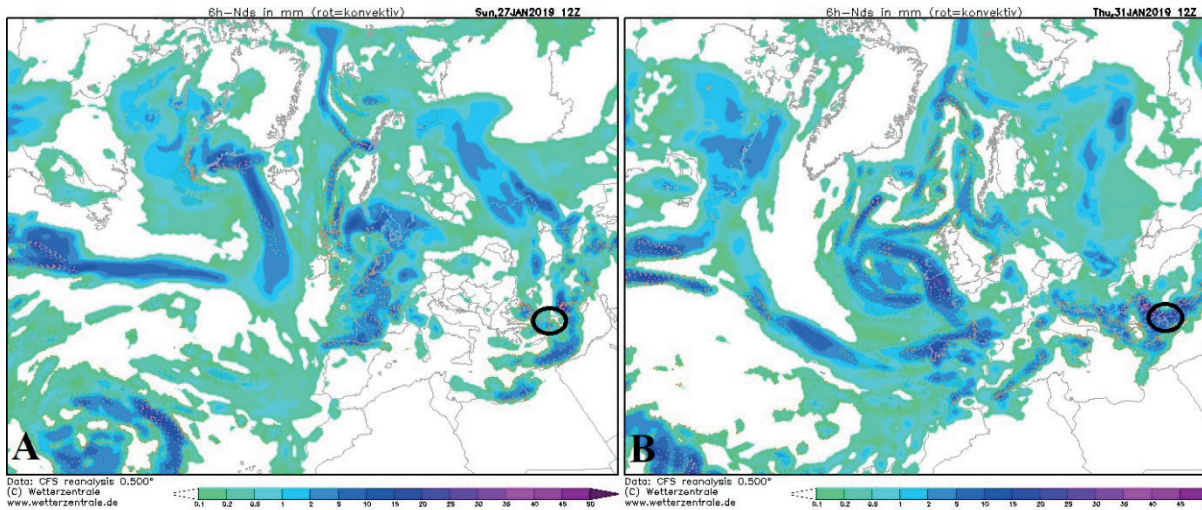 6h-Nds in mm (rot=konvektiv) Sun,27JAN2019 12Z
A
Data: CFS reanalysis 0.500°
(C) Wetterzentrale
www.wetterzentrale.de
0.1 0.2 0.5 1 2 5 10 15 20 25 30 35 40 45 50
6h-Nds in mm (rot=konvektiv) Thu,31JAN2019 12Z
B
Data: CFS reanalysis 0.500°
(C) Wetterzentrale
www.wetterzentrale.de
0.1 0.2 0.5 1 2 5 10 15 20 25 30 35 40 45